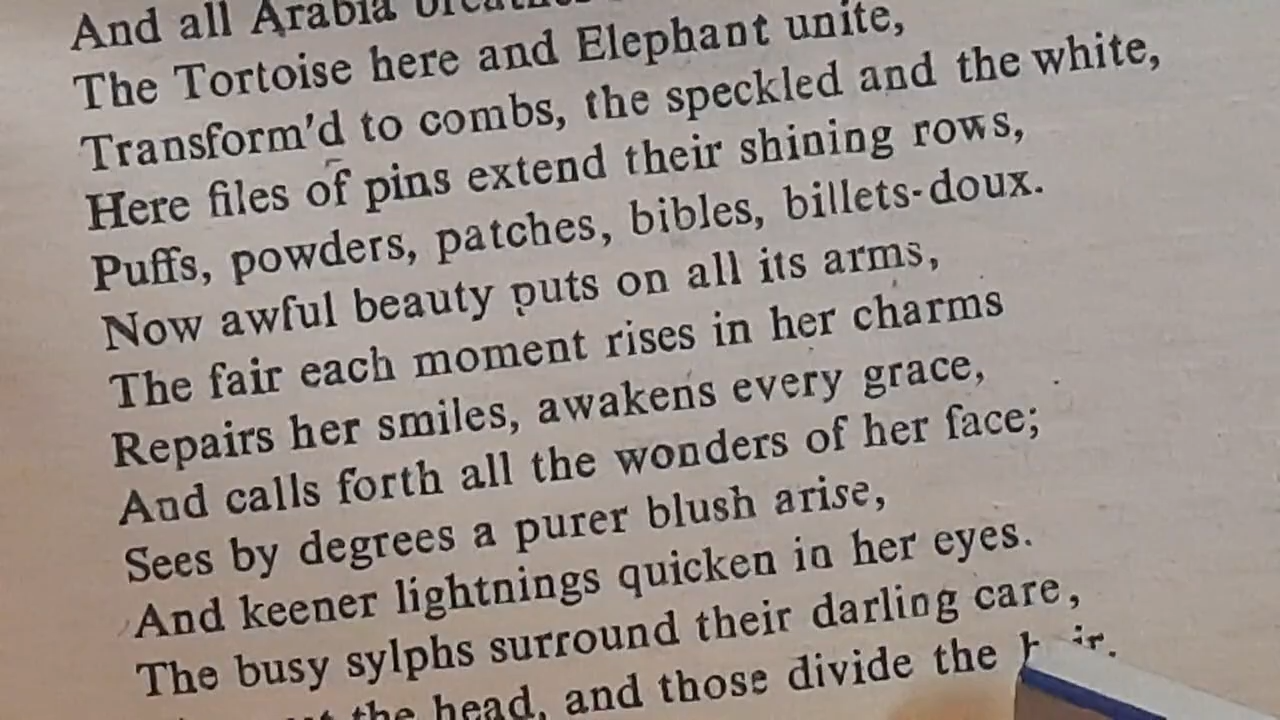 And all Arabia
The Tortoise here and Elephant unite,
Transform'd to combs, the speckled and the white,
Here files of pins extend their shining rows,
Puffs, powders, patches, bibles, billets-doux.
Now awful beauty puts on all its arms,
The fair each moment rises in her charms
Repairs her smiles, awakens every grace,
And calls forth all the wonders of her face;
Sees by degrees a purer blush arise,
And keener lightnings quicken in her eyes.
The busy sylphs surround their darling care,
the head, and those divide the